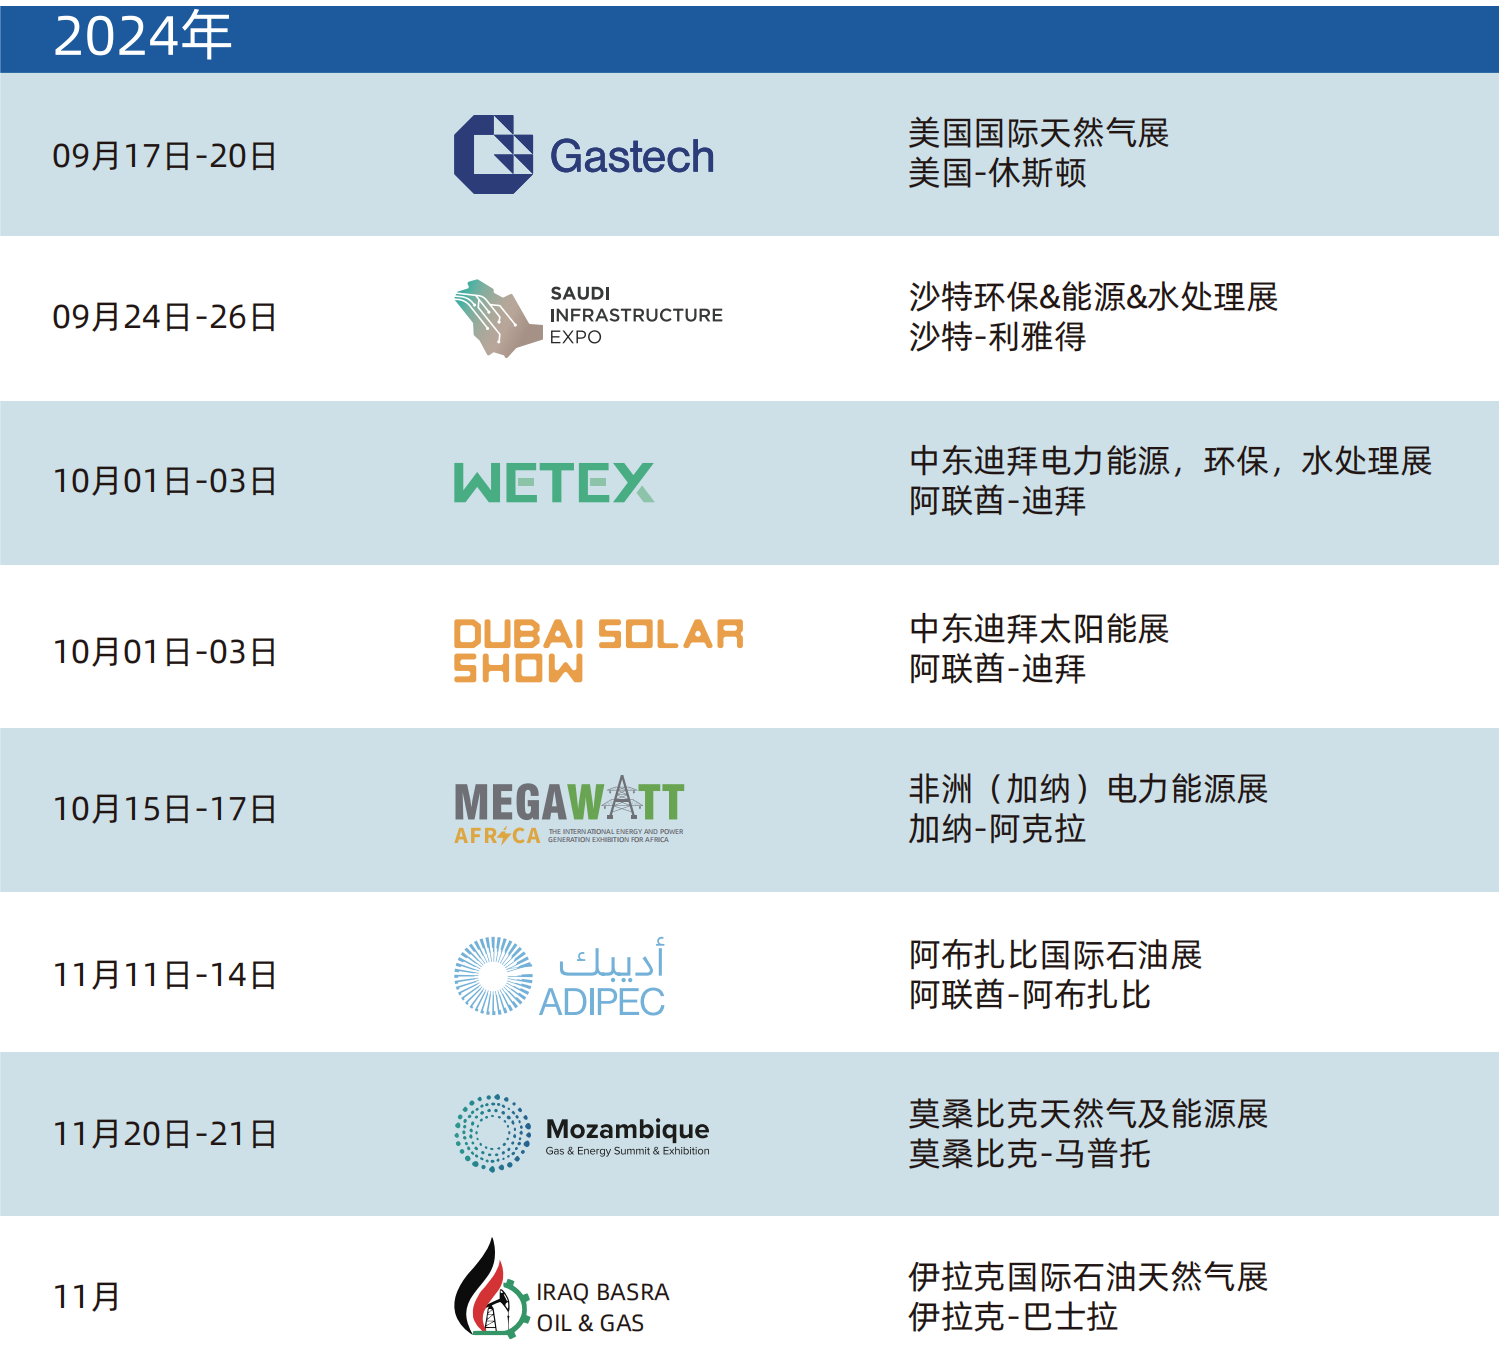 2024年
09月17日-20日
Gastech
美国国际天然气展
美国-休斯顿
09月24日-26日
SAUDI
INFRASTRUCTURE
EXPO
沙特环保&能源&水处理展
沙特-利雅得
10月01日-03日
WETEX
中东迪拜电力能源，环保，水处理展
阿联酋-迪拜
10月01日-03日
DUBAI SOLAR
SHOW
中东迪拜太阳能展
阿联酋-迪拜
10月15日-17日
MEGAWATT
AFRICA
THE INTERNATIONAL ENERGY AND POWER
GENERATION EXHIBITION FOR AFRICA
非洲（加纳）电力能源展
加纳-阿克拉
11月11日-14日
أديبك
ADIPEC
阿布扎比国际石油展
阿联酋-阿布扎比
11月20日-21日
Mozambique
Gas & Energy Summit & Exhibition
莫桑比克天然气及能源展
莫桑比克-马普托
11月
IRAQ BASRA
OIL & GAS
伊拉克国际石油天然气展
伊拉克-巴士拉